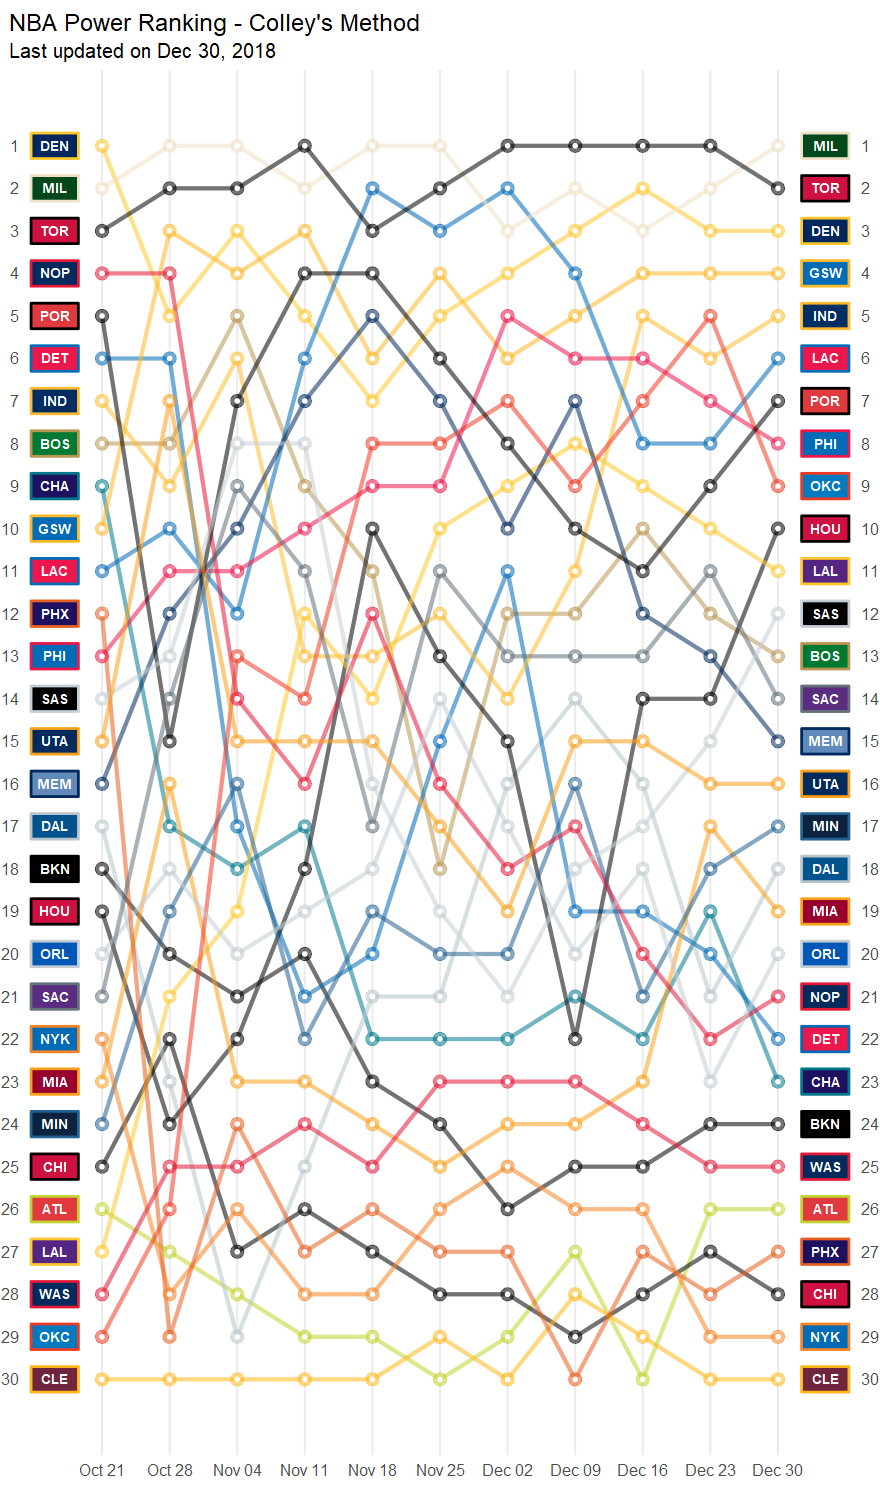 NBA Power Ranking - Colley's Method
Last updated on Dec 30, 2018
1 DEN MIL 1
2 MIL TOR 2
3 TOR DEN 3
4 NOP GSW 4
5 POR IND 5
6 DET LAC 6
7 IND POR 7
8 BOS PHI 8
9 CHA OKC 9
10 GSW HOU 10
11 LAC LAL 11
12 PHX SAS 12
13 PHI BOS 13
14 SAS SAC 14
15 UTA MEM 15
16 MEM UTA 16
17 DAL MIN 17
18 BKN DAL 18
19 HOU MIA 19
20 ORL ORL 20
21 SAC NOP 21
22 NYK DET 22
23 MIA CHA 23
24 MIN BKN 24
25 CHI WAS 25
26 ATL ATL 26
27 LAL PHX 27
28 WAS CHI 28
29 OKC NYK 29
30 CLE CLE 30
Oct 21 Oct 28 Nov 04 Nov 11 Nov 18 Nov 25 Dec 02 Dec 09 Dec 16 Dec 23 Dec 30